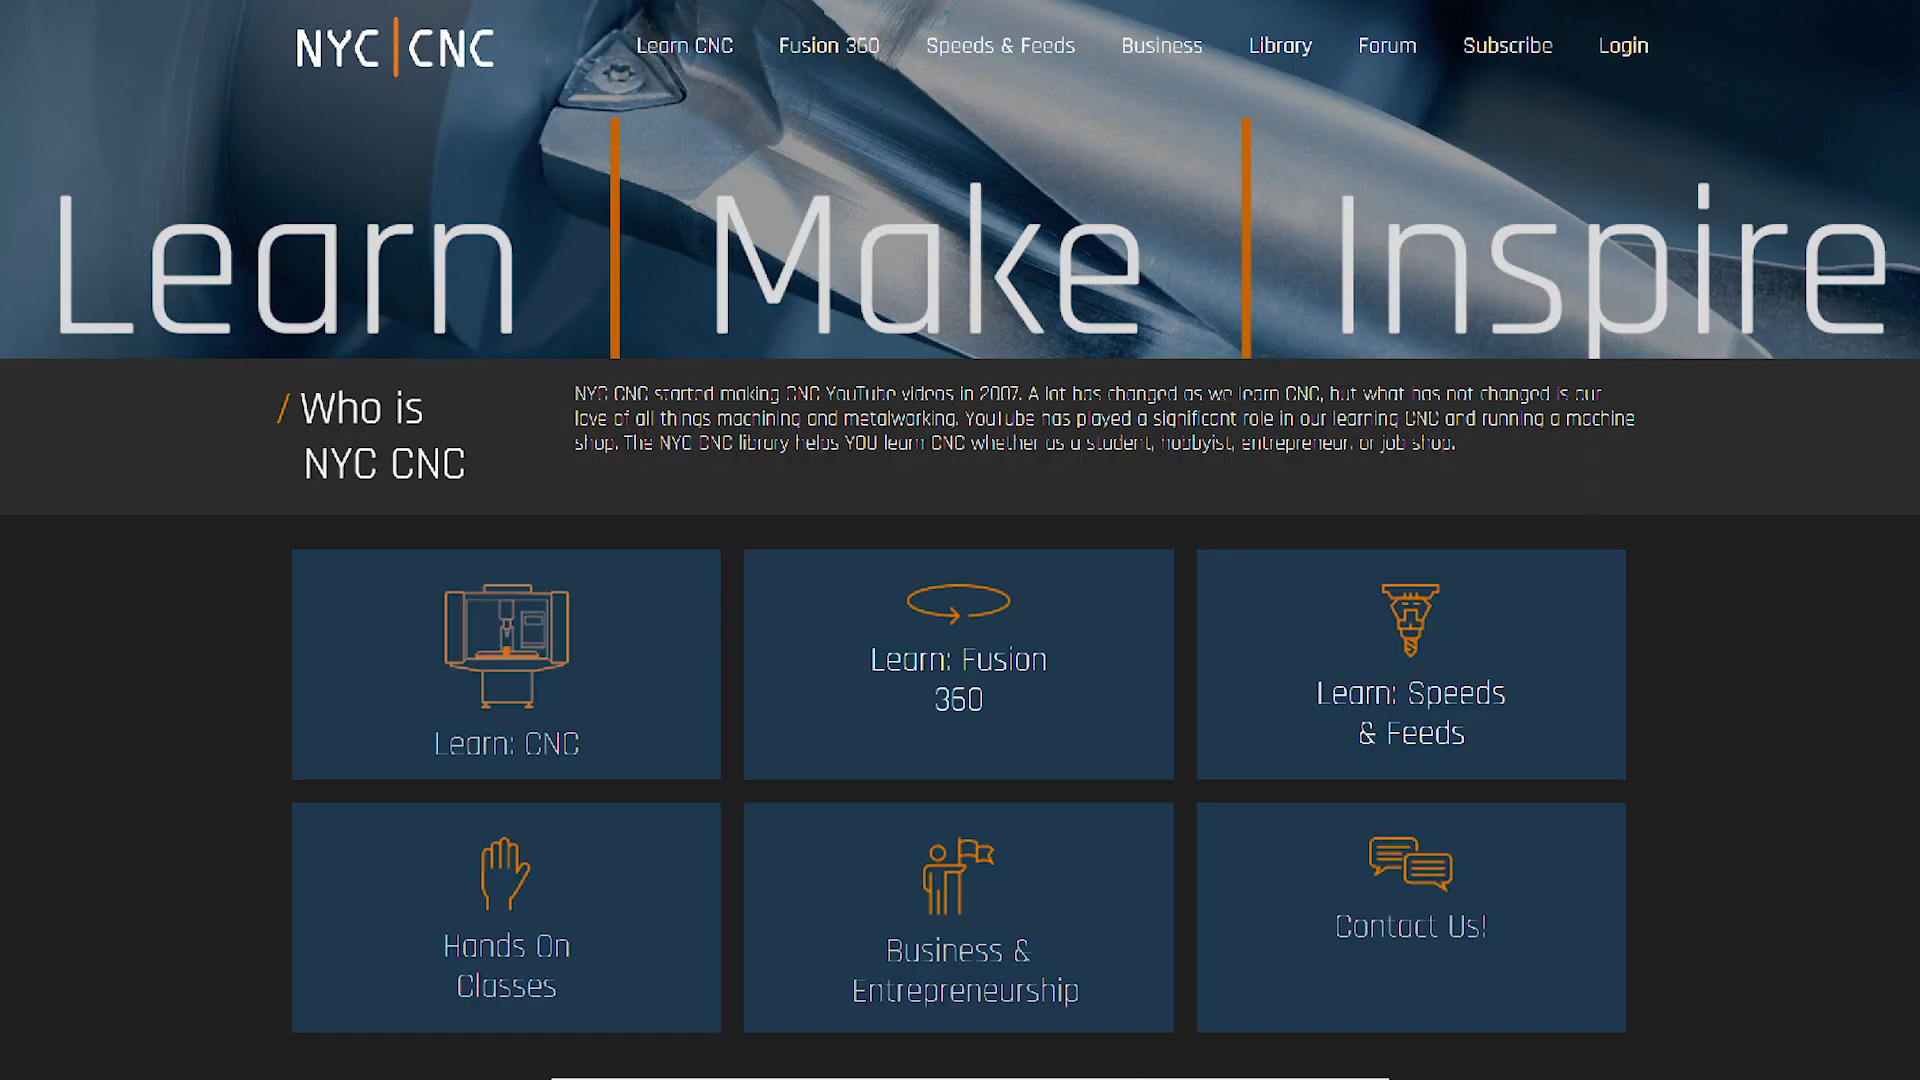 NYC|CNC
Learn CNC
Fusion 360
Speeds & Feeds
Business
Library
Forum
Subscribe
Login
Learn | Make | Inspire
/ Who is
NYC CNC
NYC CNC started making CNC YouTube videos in 2007. A lot has changed as we learn CNC, but what has not changed is our
love of all things machining and metalworking. YouTube has played a significant role in our learning CNC and running a machine
shop. The NYC CNC library helps YOU learn CNC whether as a student, hobbyist, entrepreneur, or job shop.
Learn: CNC
Learn: Fusion
360
Learn: Speeds
& Feeds
Hands On
Classes
Business &
Entrepreneurship
Contact Us!